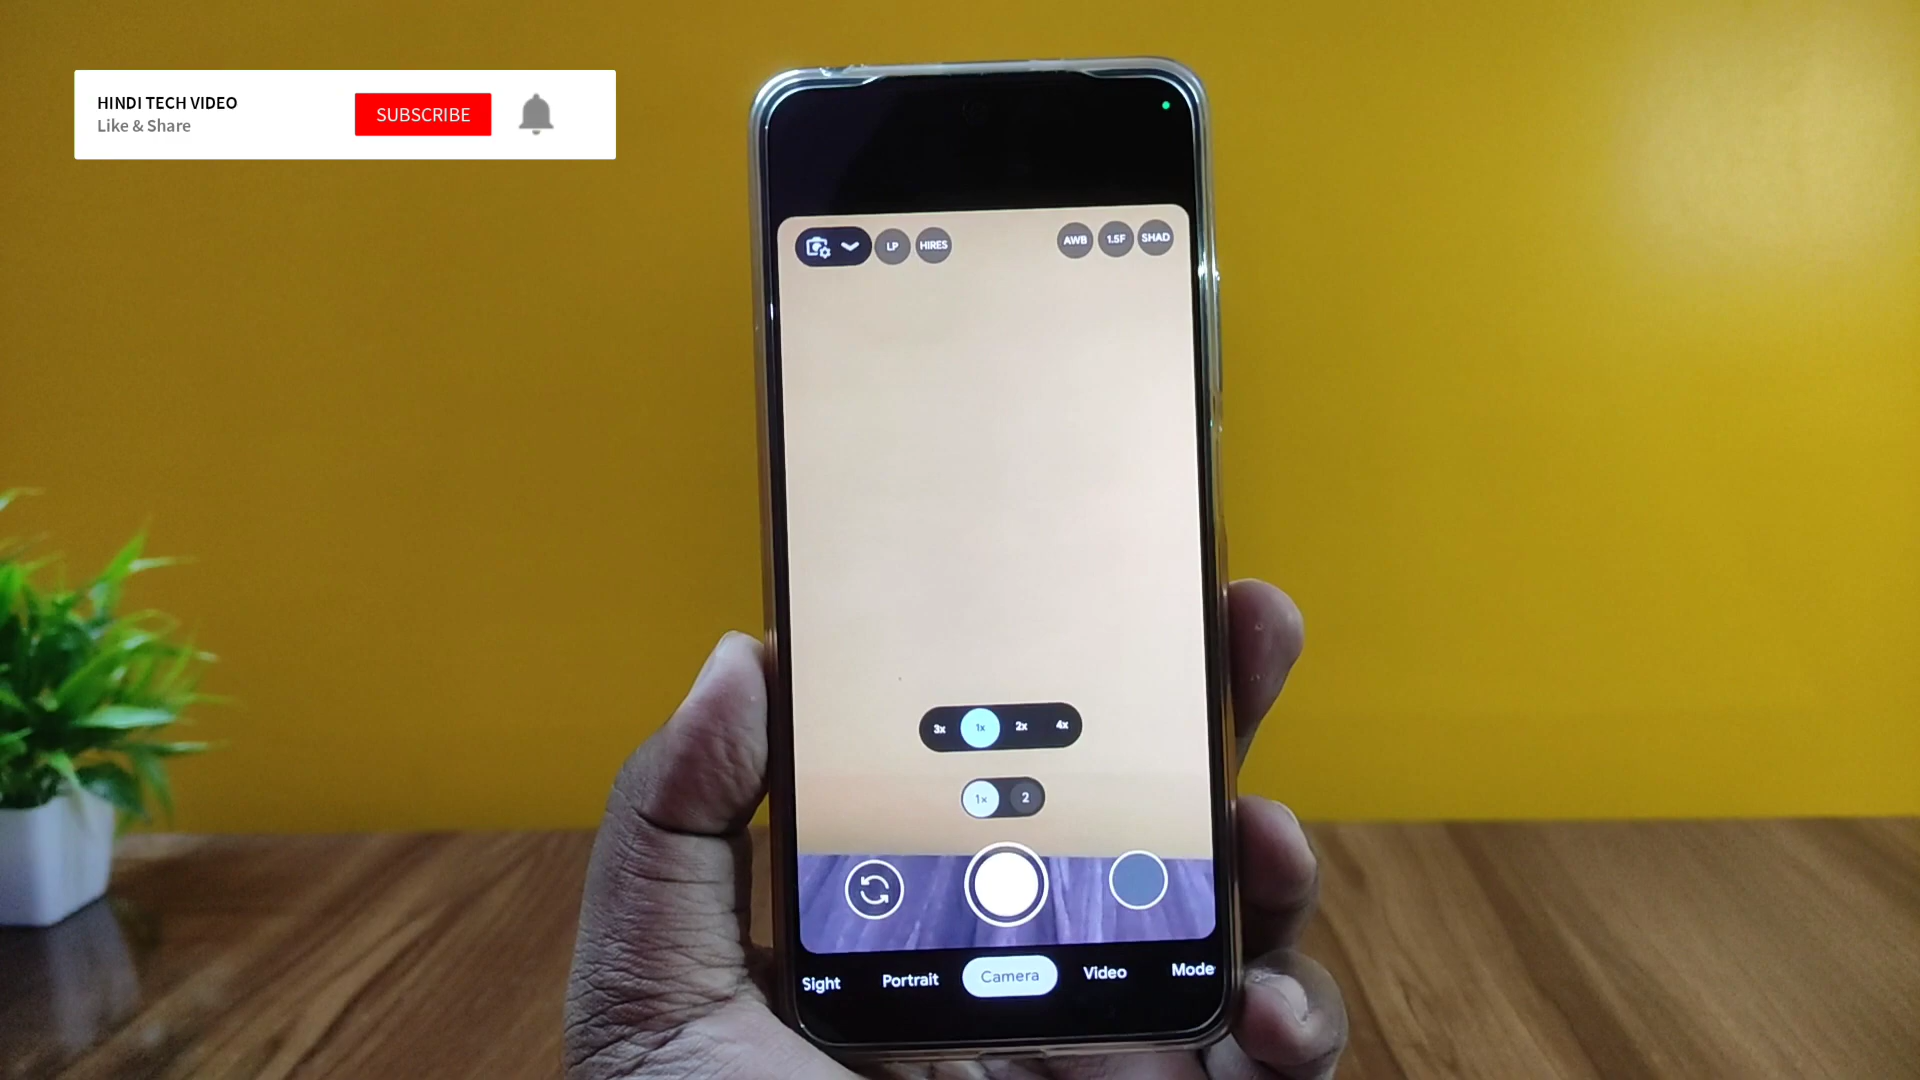 HINDI TECH VIDEO
Like & Share
SUBSCRIBE
LP HIRES AWB 1.5F SHAD
3x 1x 2x 4x
1x 2
Sight Portrait Camera Video Mode